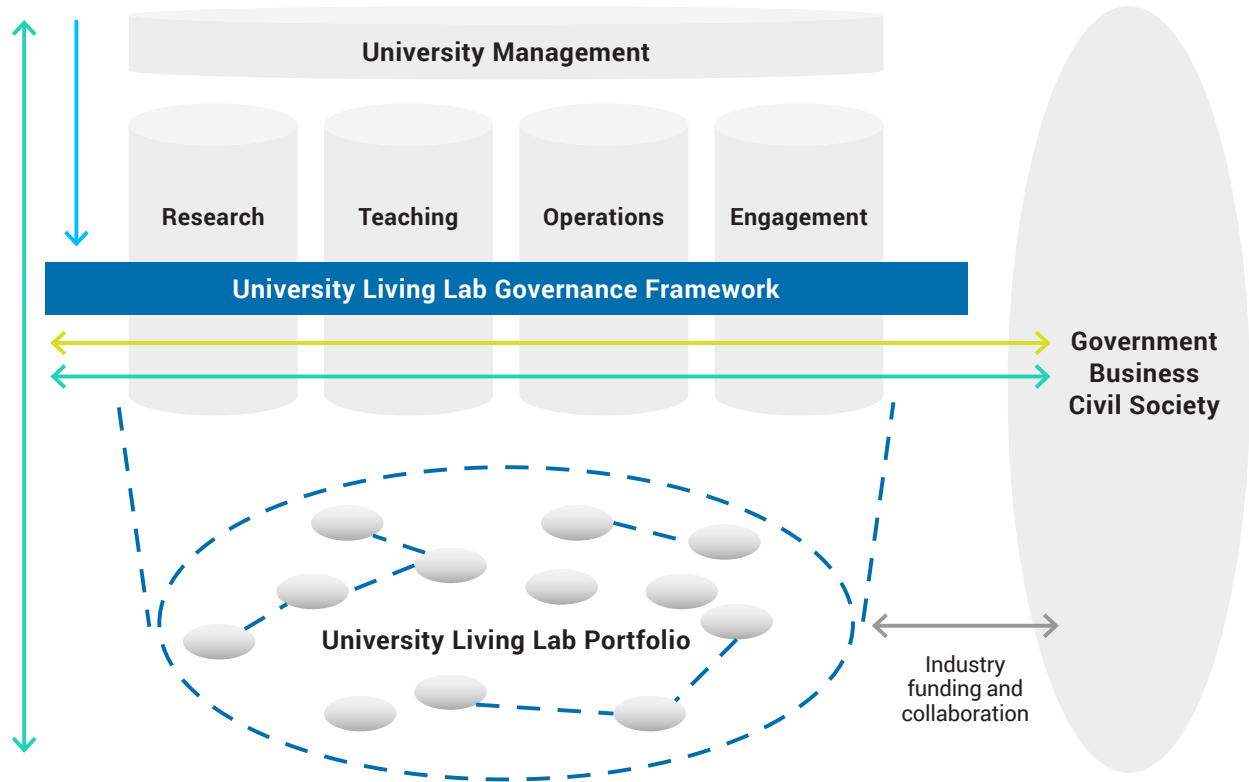 University Management
Research
Teaching
Operations
Engagement
University Living Lab Governance Framework
Government
Business
Civil Society
University Living Lab Portfolio
Industry
funding and
collaboration